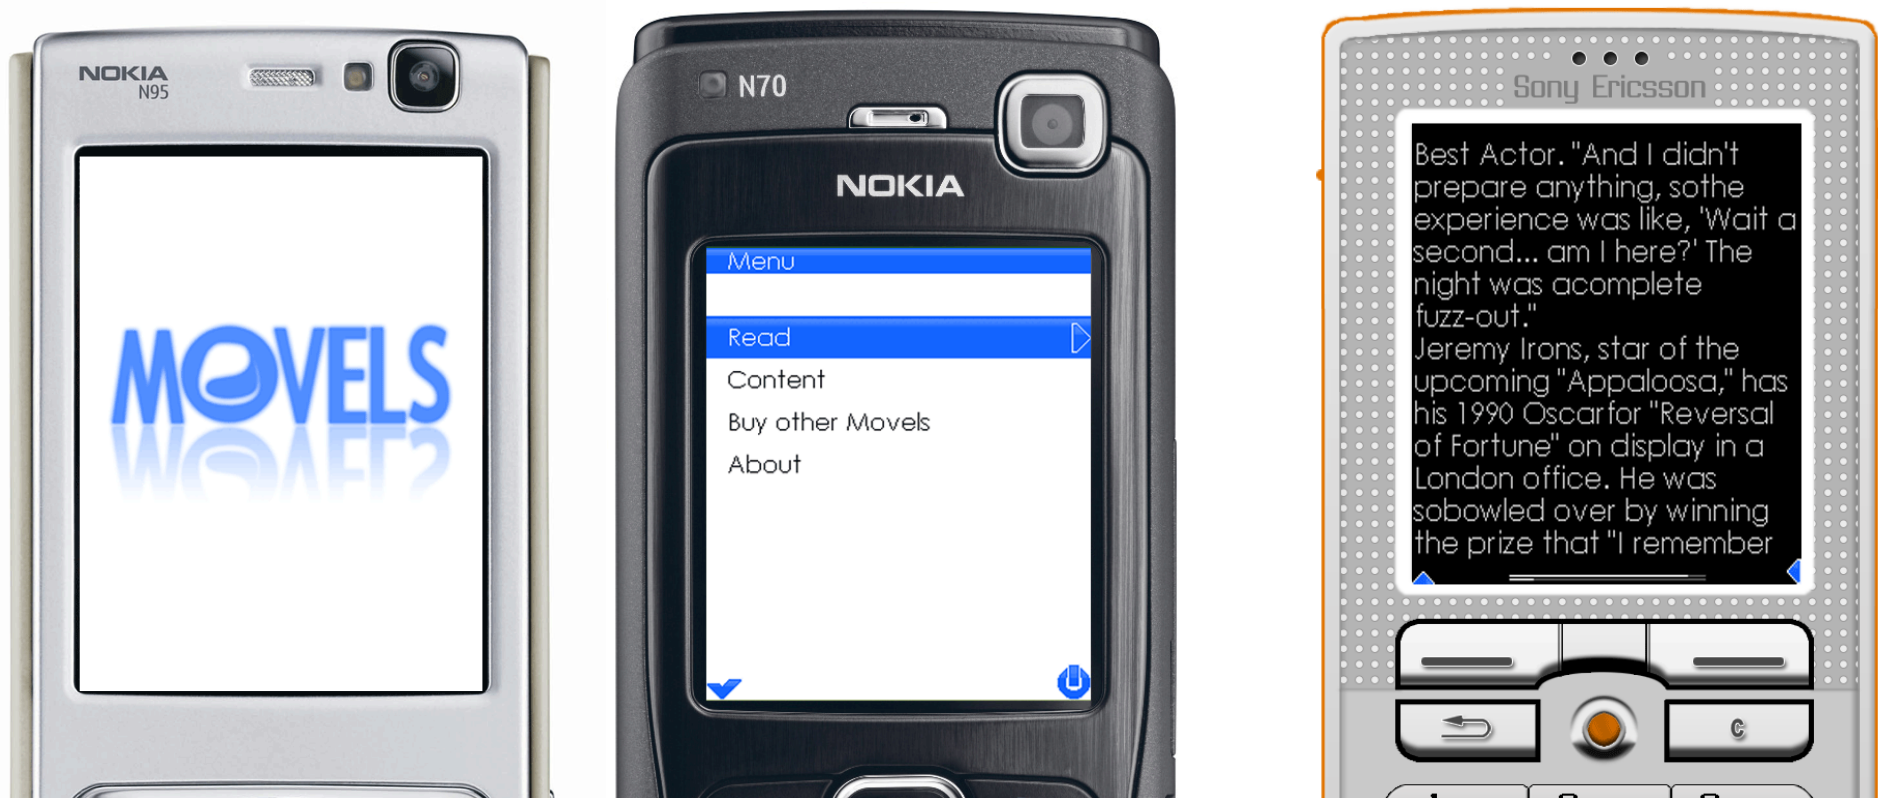 NOKIA
N95
MOVELS
N70
NOKIA
Menu
Read
Content
Buy other Movels
About
Sony Ericsson
Best Actor. "And I didn't
prepare anything, sothe
experience was like, 'Wait a
second... am I here?' The
night was acomplete
fuzz-out."
Jeremy Irons, star of the
upcoming "Appaloosa," has
his 1990 Oscarfor "Reversal
of Fortune" on display in a
London office. He was
sobowled over by winning
the prize that "I remember
C